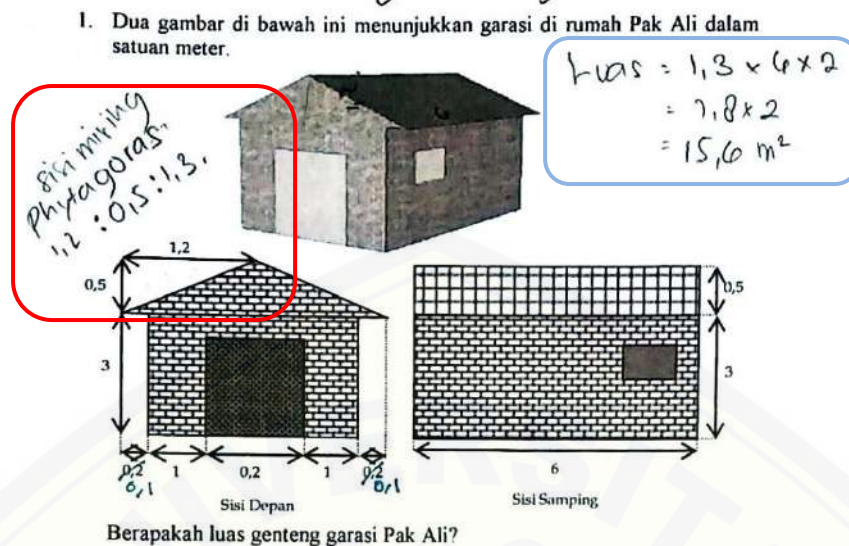 1. Dua gambar di bawah ini menunjukkan garasi di rumah Pak Ali dalam
satuan meter.
Luas = 1,3 x 6 x 2
= 7,8 x 2
= 15,6 m²
sisi miring
Phytagoras.
1,2 : 0,5 : 1,3.
6
1,2
0,5
3
0,2 1 0,2 1 0,2
0,1 0,1
Sisi Depan
0,5
3
6
Sisi Samping
Berapakah luas genteng garasi Pak Ali?